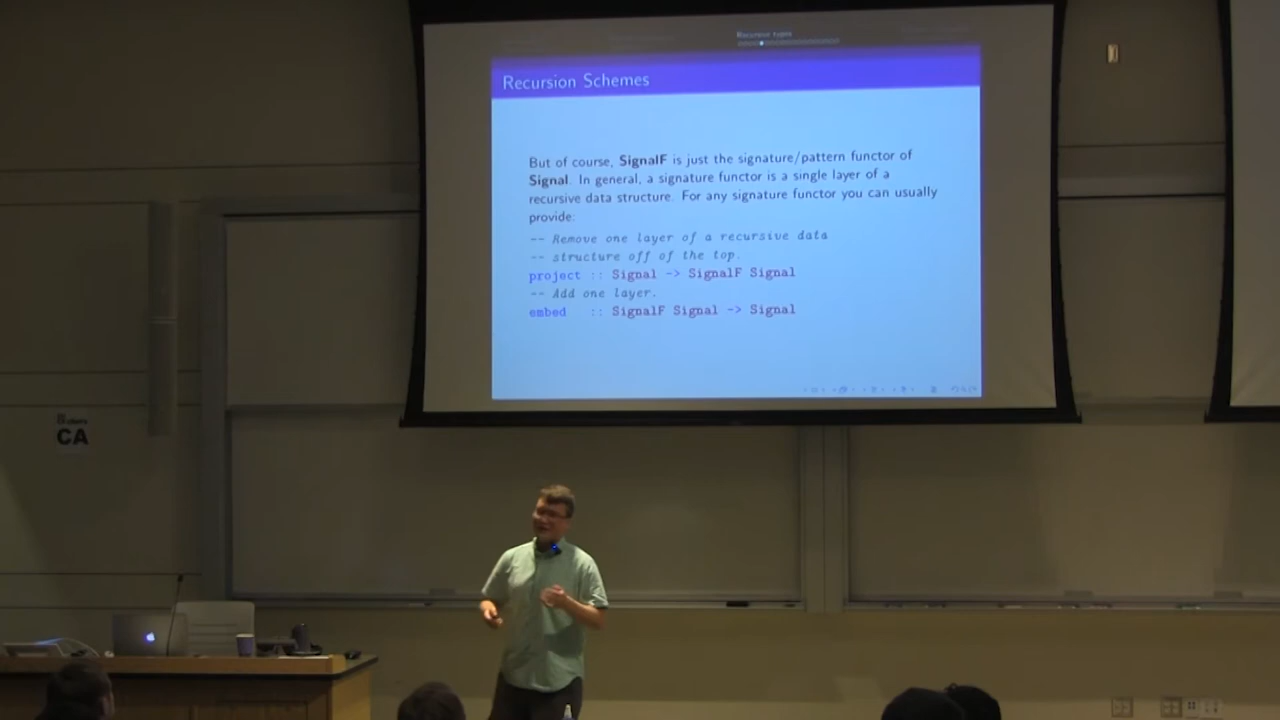 Recursive types
Recursion Schemes
But of course, SignalF is just the signature/pattern functor of
Signal. In general, a signature functor is a single layer of a
recursive data structure. For any signature functor you can usually
provide:
-- Remove one layer of a recursive data
-- structure off of the top.
project :: Signal -> SignalF Signal
-- Add one layer.
embed :: SignalF Signal -> Signal
CA